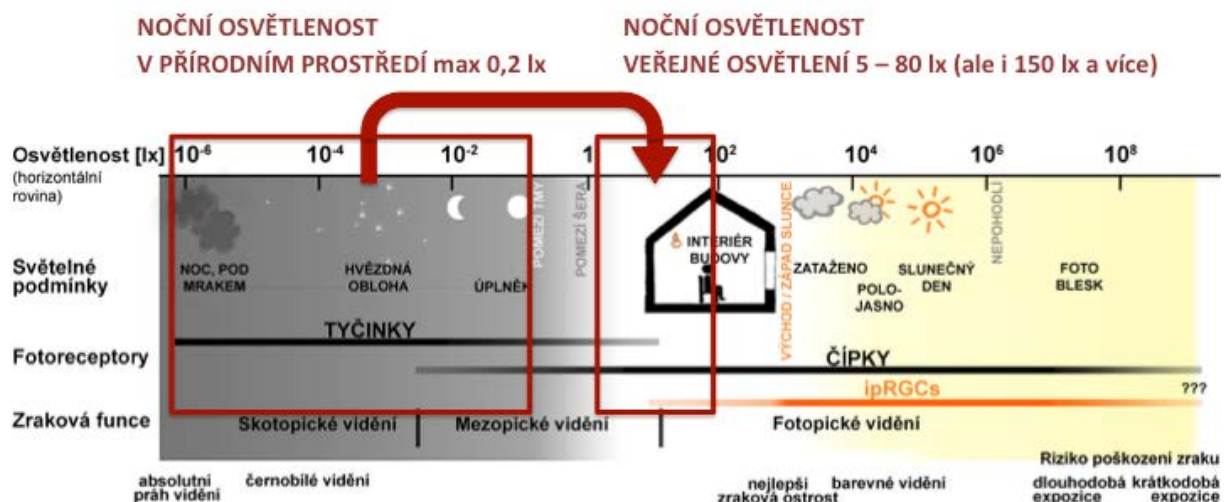 NOČNÍ OSVĚTLENOST
V PŘÍRODNÍM PROSTŘEDÍ max 0,2 lx
NOČNÍ OSVĚTLENOST
VEŘEJNÉ OSVĚTLENÍ 5 – 80 lx (ale i 150 lx a více)
Osvětlenost [lx]
(horizontální
rovina)
10⁻⁶
10⁻⁴
10⁻²
1
10²
10⁴
10⁶
10⁸
Světelné
podmínky
NOC, POD
MRAKEM
HVĚZDNÁ
OBLOHA
ÚPLNĚK
POMEZÍ TMY
POMEZÍ ŠERA
INTERIÉR
BUDOVY
VÝCHOD / ZÁPAD SLUNCE
ZATAŽENO
POLO-
JASNO
SLUNEČNÝ
DEN
NEPOHODLÍ
FOTO
BLESK
Fotoreceptory
TYČINKY
ČÍPKY
ipRGCs
???
Zraková funce
Skotopické vidění
Mezopické vidění
Fotopické vidění
absolutní
práh vidění
černobílé vidění
nejlepší
zraková ostrost
barevné vidění
Riziko poškození zraku
dlouhodobá
expozice
krátkodobá
expozice